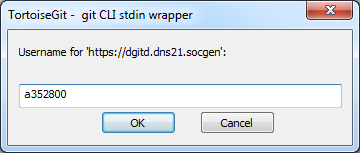 TortoiseGit - git CLI stdin wrapper
Username for 'https://dgitd.dns21.socgen':
a352800
OK
Cancel